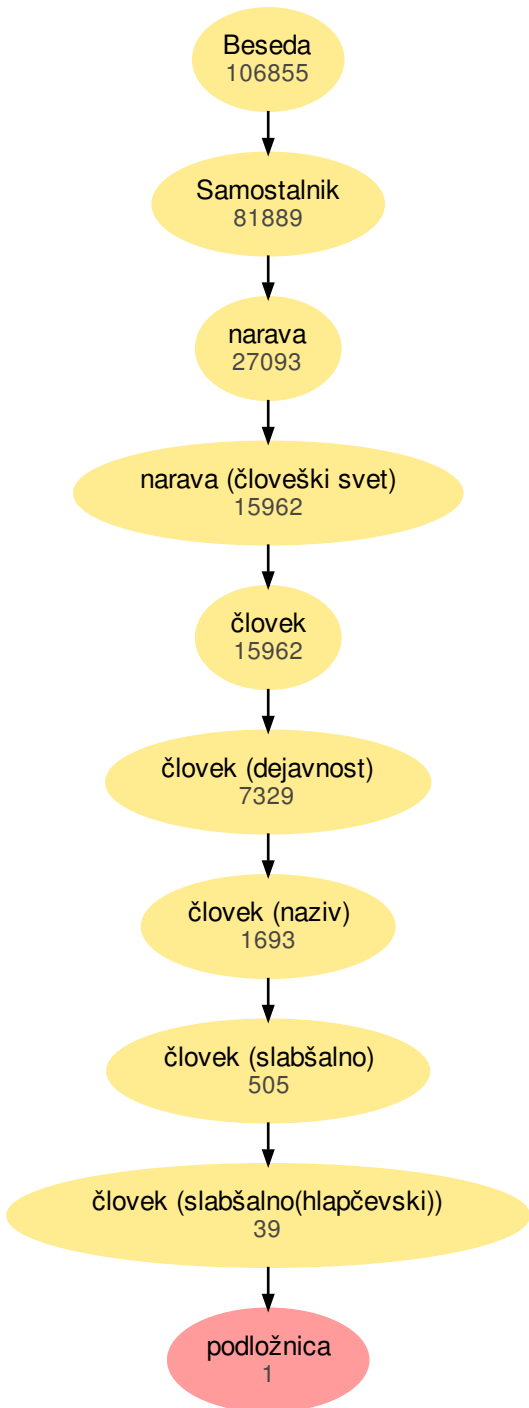 Beseda
106855
Samostalnik
81889
narava
27093
narava (človeški svet)
15962
človek
15962
človek (dejavnost)
7329
človek (naziv)
1693
človek (slabšalno)
505
človek (slabšalno(hlapčevski))
39
podložnica
1